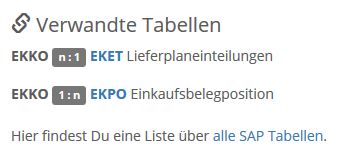 Verwandte Tabellen
EKKO n : 1 EKET Lieferplaneinteilungen
EKKO 1 : n EKPO Einkaufsbelegposition
Hier findest Du eine Liste über alle SAP Tabellen.